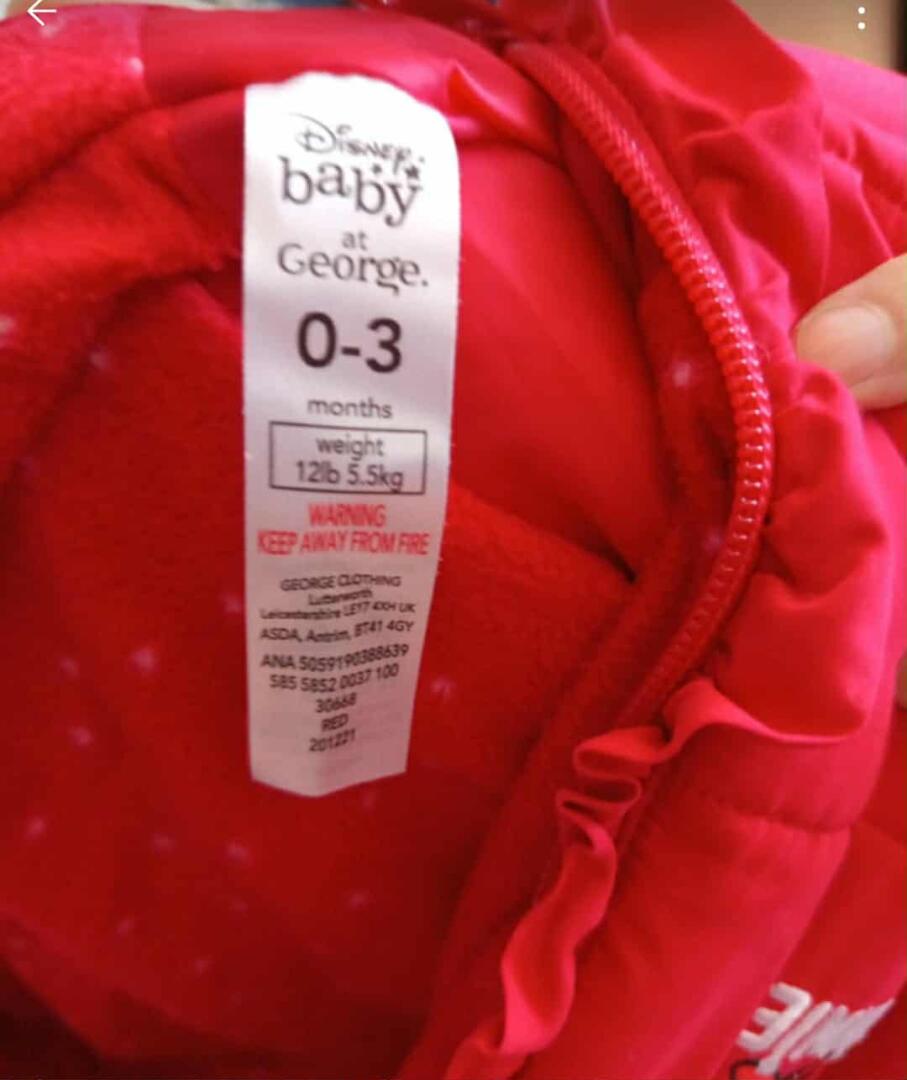 Disney
baby
at
George.
0-3
months
weight
12lb 5.5kg
WARNING
KEEP AWAY FROM FIRE
GEORGE CLOTHING
Lutterworth
Leicestershire LE17 4XH UK
ASDA, Antrim, BT41 4GY
ANA 5059190388639
585 5852 0037 100
30668
RED
201221